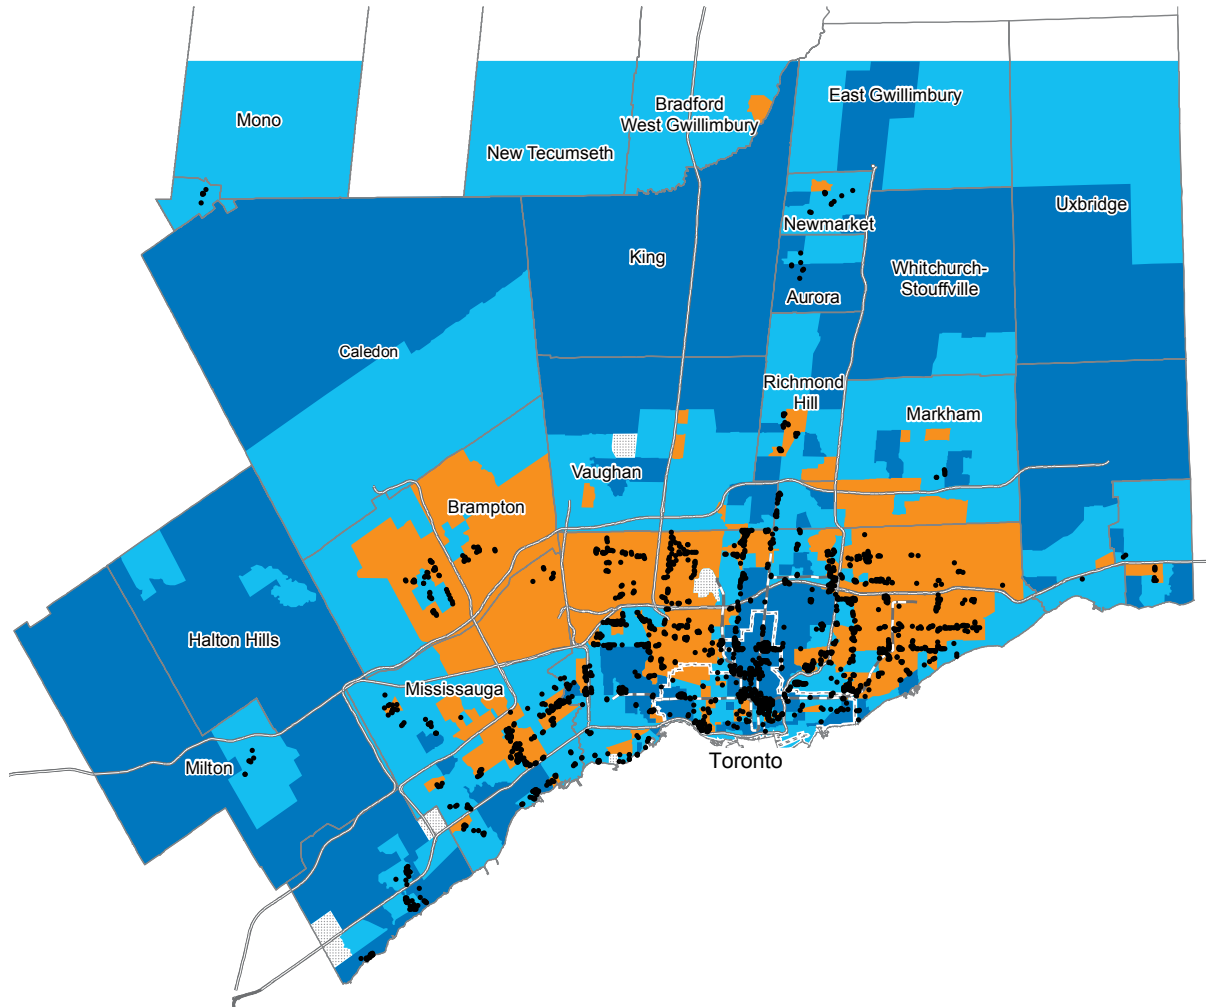 Mono
New Tecumseth
Bradford
West Gwillimbury
East Gwillimbury
Newmarket
Uxbridge
King
Whitchurch-
Stouffville
Aurora
Caledon
Richmond
Hill
Markham
Vaughan
Brampton
Halton Hills
Mississauga
Milton
Toronto